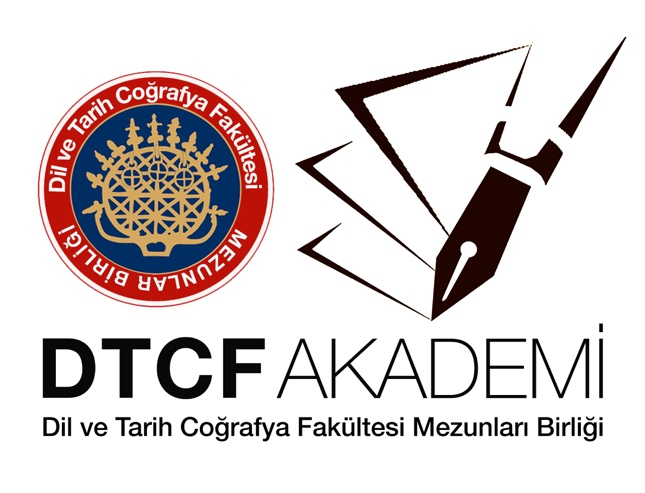 Dil ve Tarih Coğrafya Fakültesi
MEZUNLAR BİRLİĞİ
DTCF AKADEMİ
Dil ve Tarih Coğrafya Fakültesi Mezunları Birliği